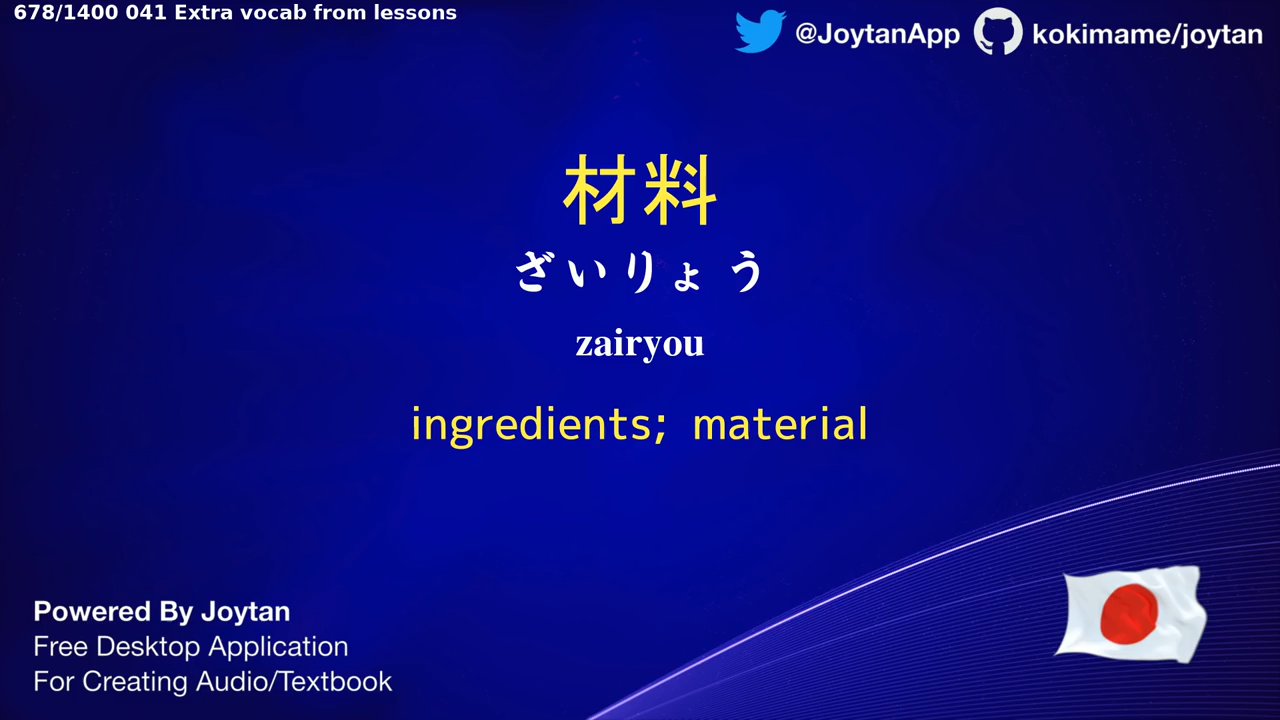 678/1400 041 Extra vocab from lessons
@JoytanApp kokimame/joytan
材料
ざいりょう
zairyou
ingredients; material
Powered By Joytan
Free Desktop Application
For Creating Audio/Textbook